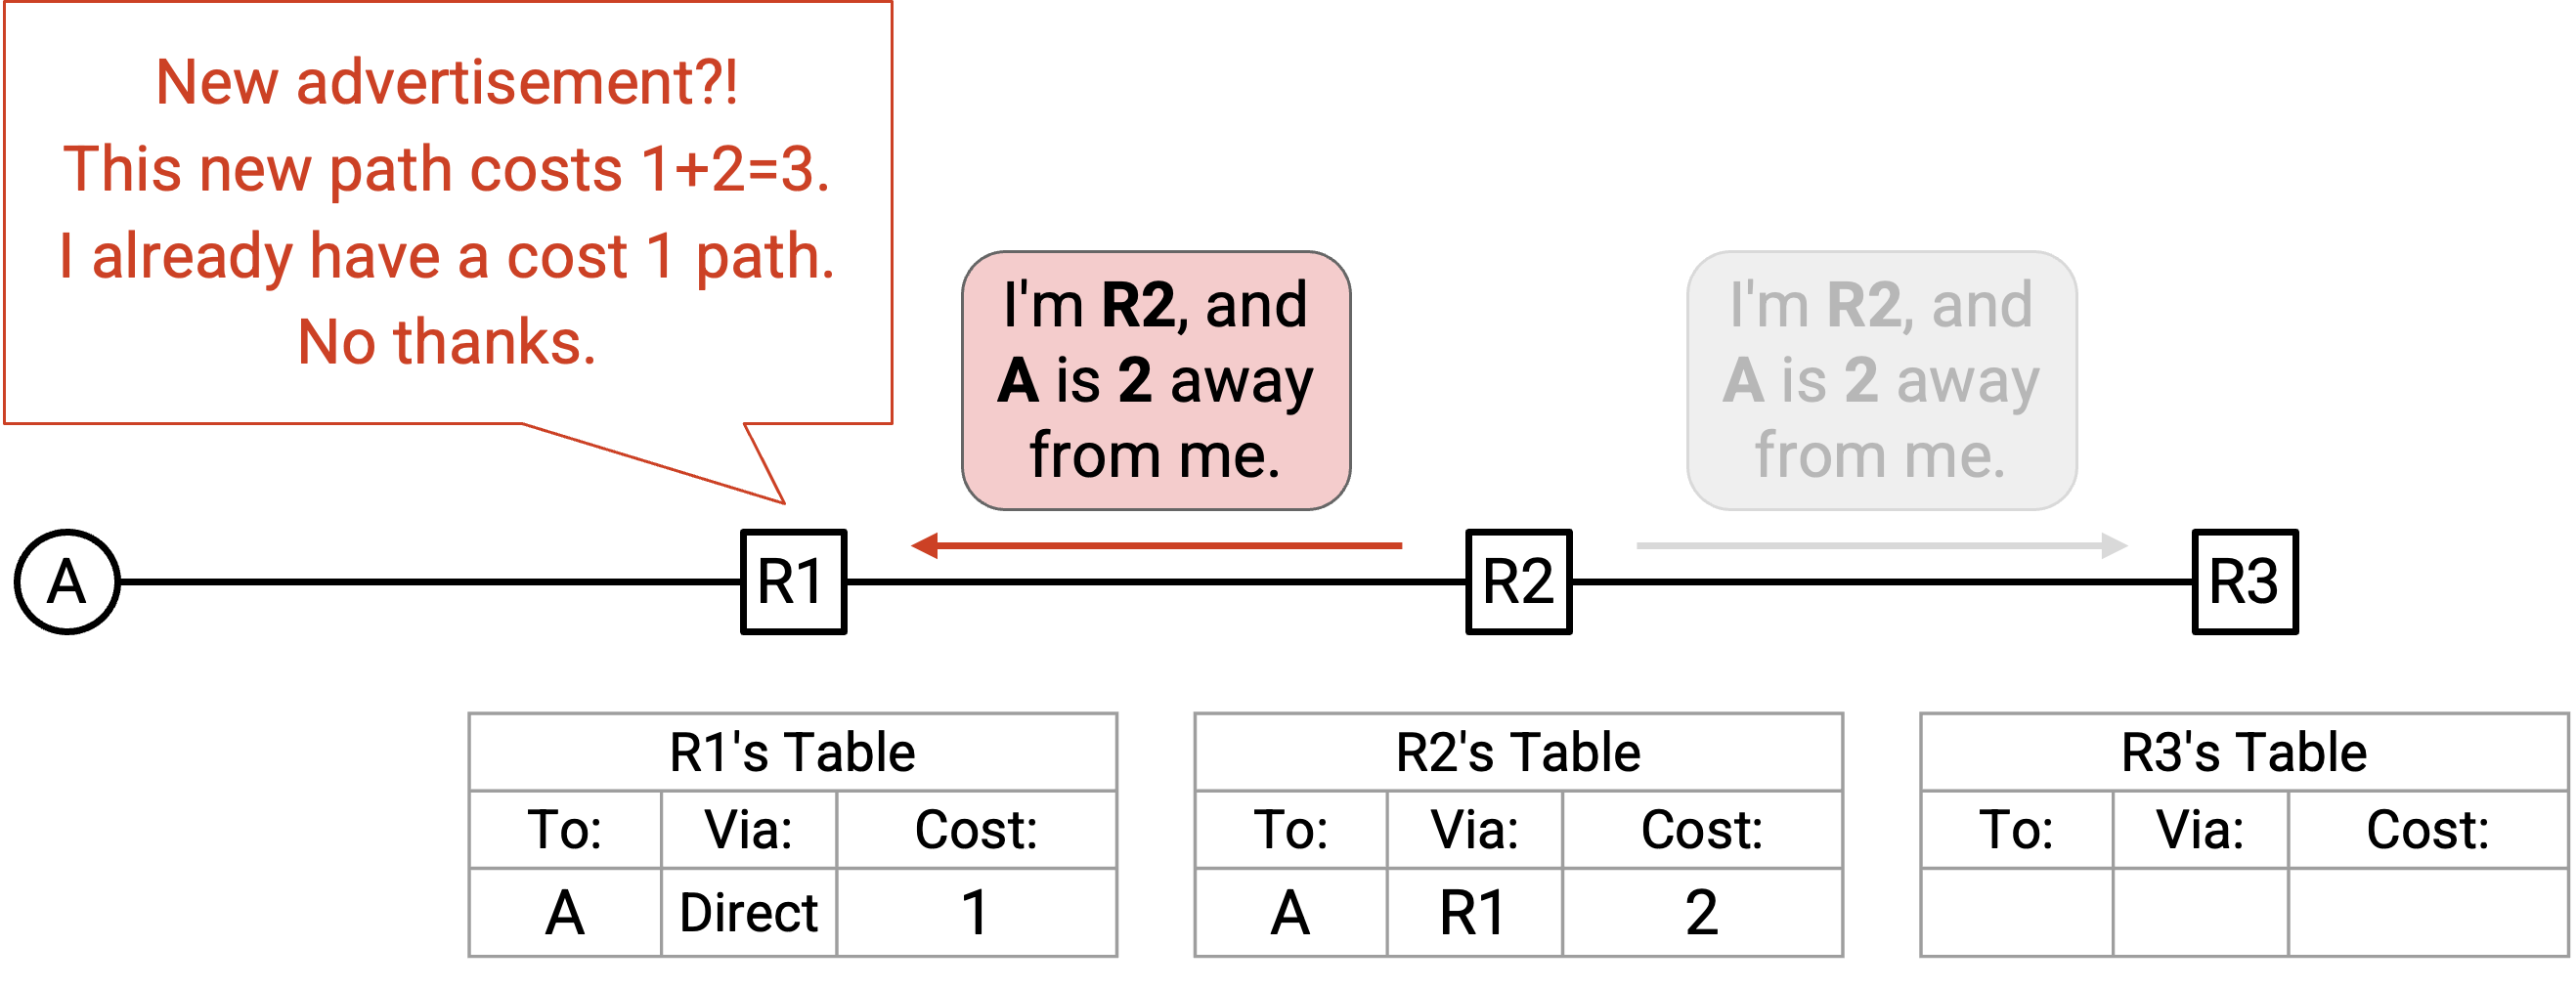 New advertisement?!
This new path costs 1+2=3.
I already have a cost 1 path.
No thanks.
I'm R2, and
A is 2 away
from me.
I'm R2, and
A is 2 away
from me.
A
R1
R2
R3
R1's Table
To: Via: Cost:
A Direct 1
R2's Table
To: Via: Cost:
A R1 2
R3's Table
To: Via: Cost: